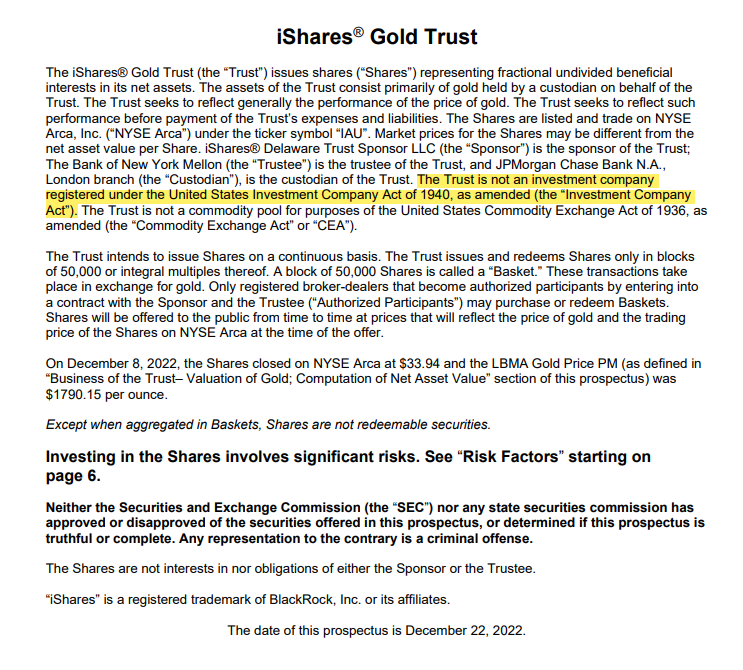 iShares® Gold Trust
The iShares® Gold Trust (the “Trust”) issues shares (“Shares”) representing fractional undivided beneficial
interests in its net assets. The assets of the Trust consist primarily of gold held by a custodian on behalf of the
Trust. The Trust seeks to reflect generally the performance of the price of gold. The Trust seeks to reflect such
performance before payment of the Trust’s expenses and liabilities. The Shares are listed and trade on NYSE
Arca, Inc. (“NYSE Arca”) under the ticker symbol “IAU”. Market prices for the Shares may be different from the
net asset value per Share. iShares® Delaware Trust Sponsor LLC (the “Sponsor”) is the sponsor of the Trust;
The Bank of New York Mellon (the “Trustee”) is the trustee of the Trust, and JPMorgan Chase Bank N.A.,
London branch (the “Custodian”), is the custodian of the Trust. The Trust is not an investment company
registered under the United States Investment Company Act of 1940, as amended (the “Investment Company
Act”). The Trust is not a commodity pool for purposes of the United States Commodity Exchange Act of 1936, as
amended (the “Commodity Exchange Act” or “CEA”).
The Trust intends to issue Shares on a continuous basis. The Trust issues and redeems Shares only in blocks
of 50,000 or integral multiples thereof. A block of 50,000 Shares is called a “Basket.” These transactions take
place in exchange for gold. Only registered broker-dealers that become authorized participants by entering into
a contract with the Sponsor and the Trustee (“Authorized Participants”) may purchase or redeem Baskets.
Shares will be offered to the public from time to time at prices that will reflect the price of gold and the trading
price of the Shares on NYSE Arca at the time of the offer.
On December 8, 2022, the Shares closed on NYSE Arca at $33.94 and the LBMA Gold Price PM (as defined in
“Business of the Trust– Valuation of Gold; Computation of Net Asset Value” section of this prospectus) was
$1790.15 per ounce.
Except when aggregated in Baskets, Shares are not redeemable securities.
Investing in the Shares involves significant risks. See “Risk Factors” starting on
page 6.
Neither the Securities and Exchange Commission (the “SEC”) nor any state securities commission has
approved or disapproved of the securities offered in this prospectus, or determined if this prospectus is
truthful or complete. Any representation to the contrary is a criminal offense.
The Shares are not interests in nor obligations of either the Sponsor or the Trustee.
“iShares” is a registered trademark of BlackRock, Inc. or its affiliates.
The date of this prospectus is December 22, 2022.